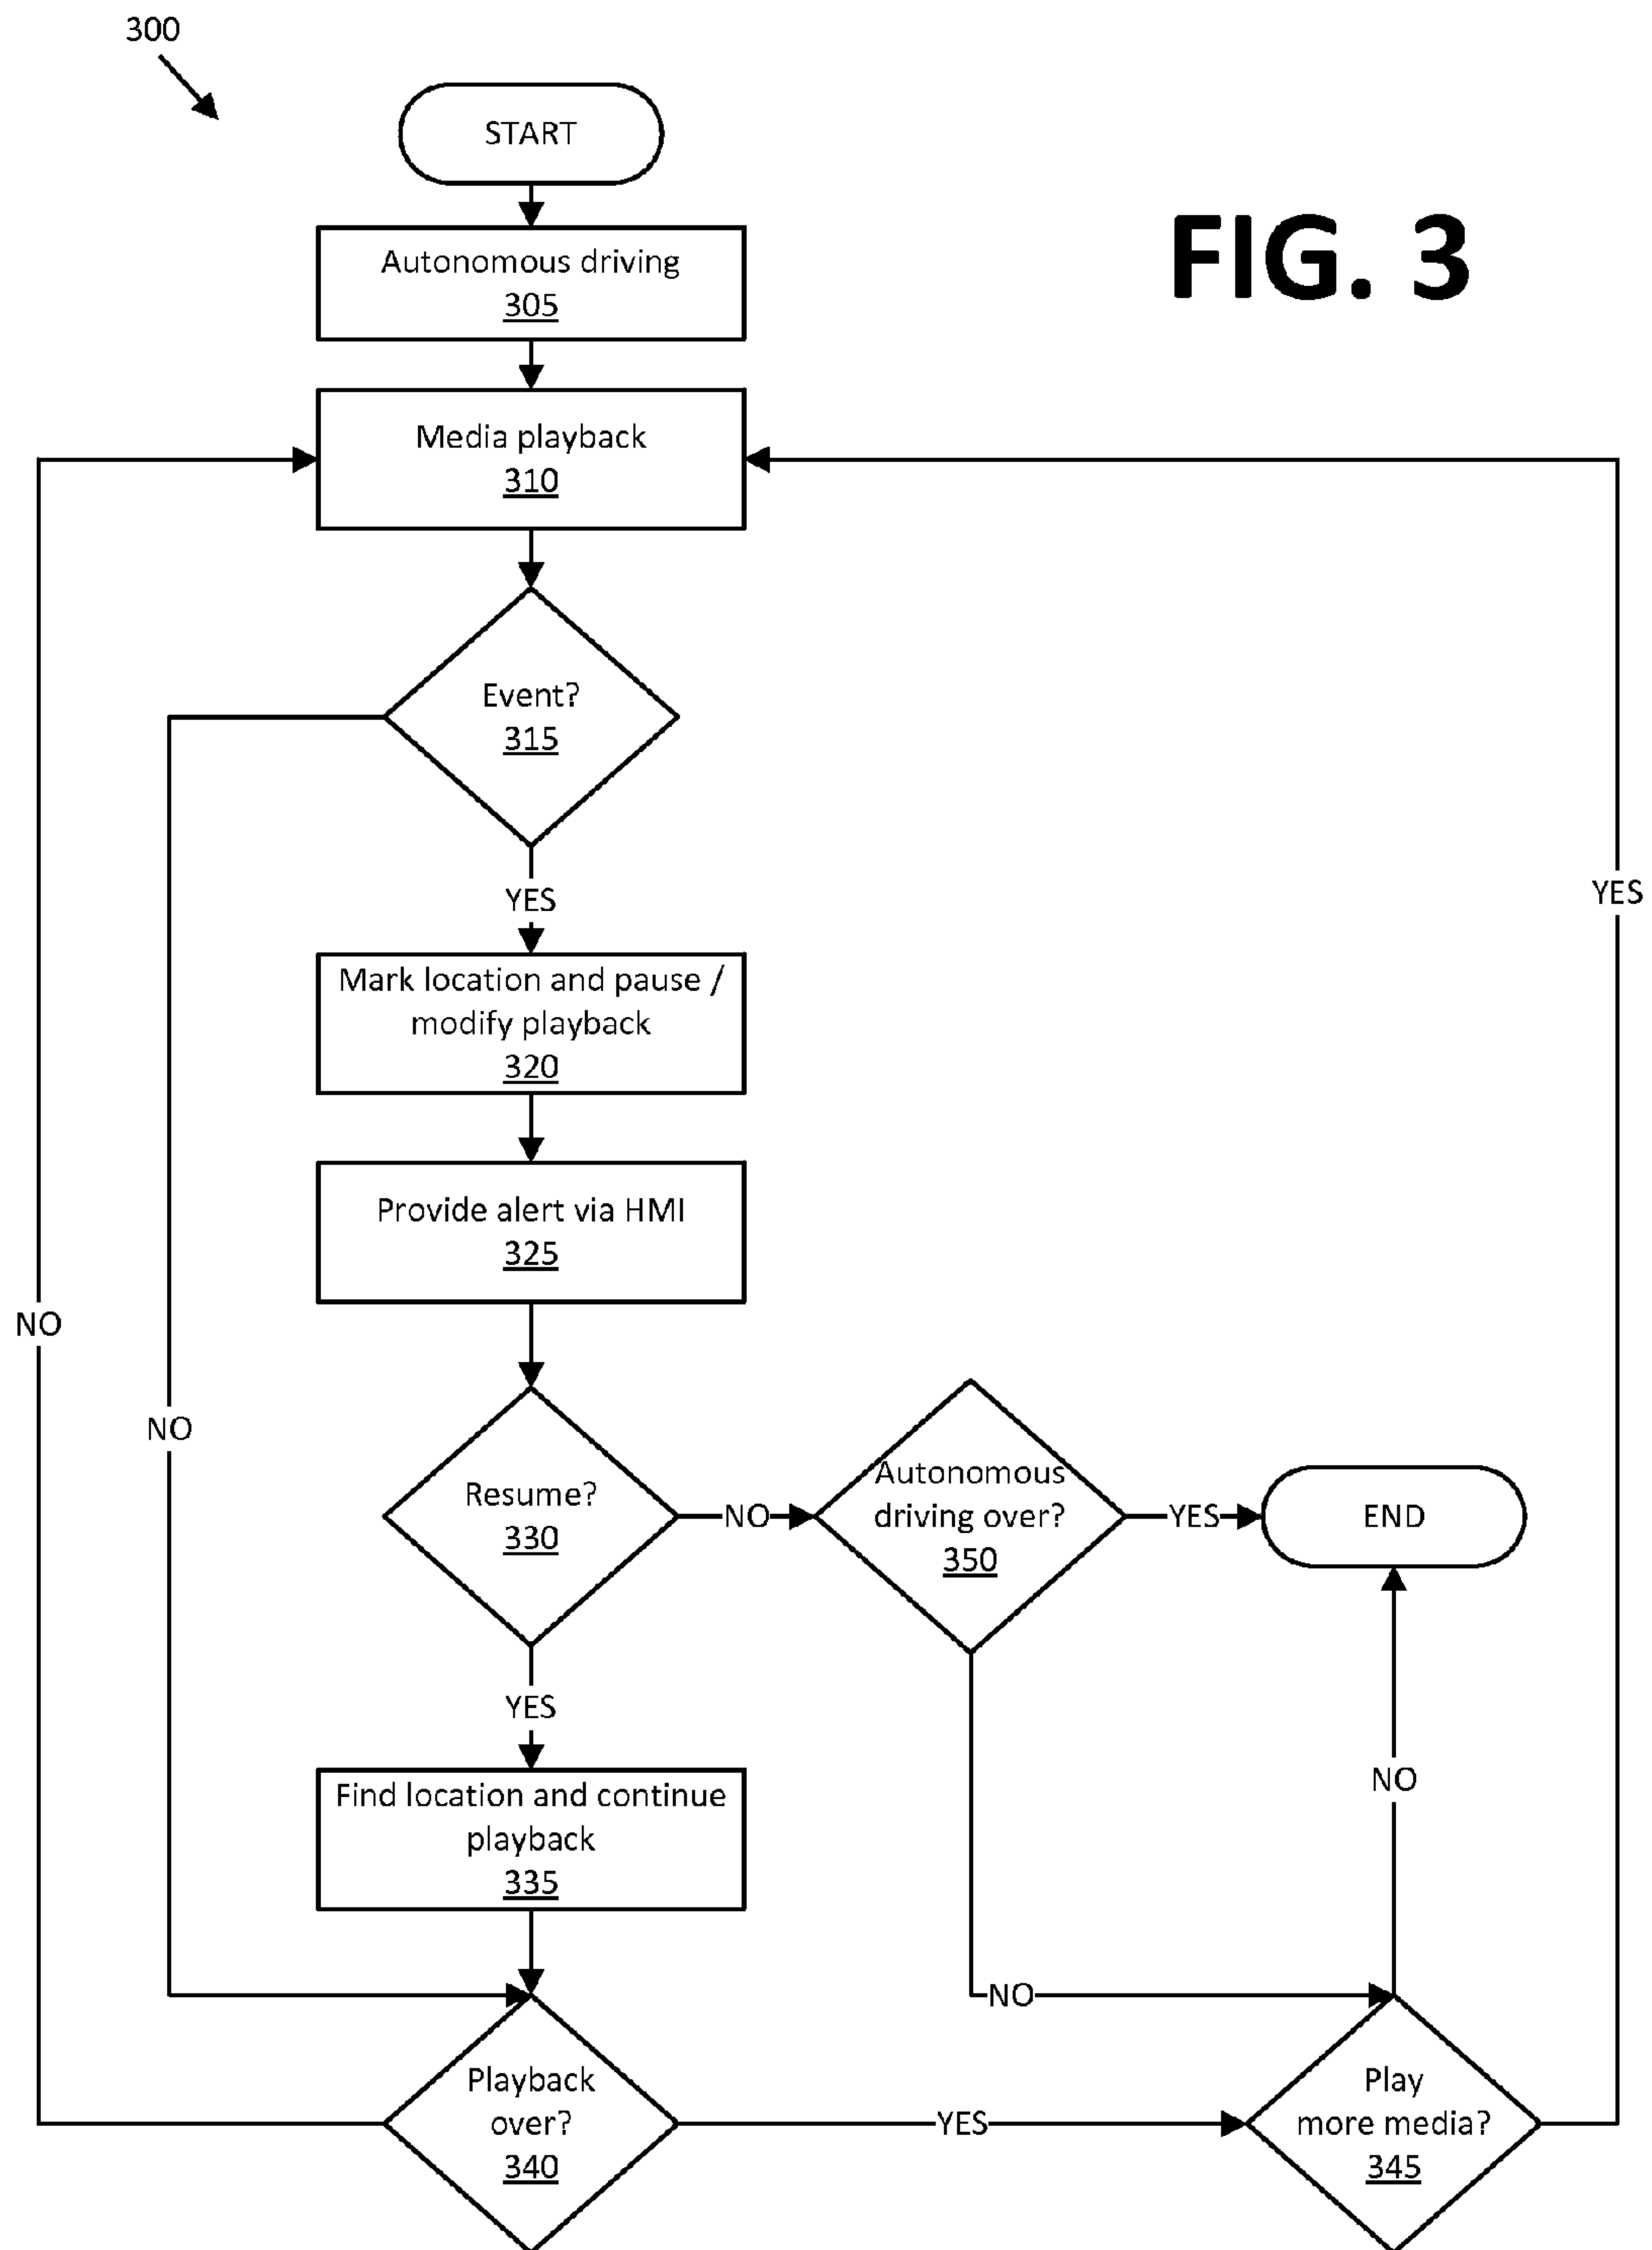 300
START
FIG. 3
Autonomous driving
305
Media playback
310
Event?
315
YES
YES
Mark location and pause /
modify playback
320
Provide alert via HMI
325
NO
NO
Resume?
330
NO
Autonomous
driving over?
350
YES
END
YES
NO
Find location and continue
playback
335
NO
Playback
over?
340
YES
Play
more media?
345